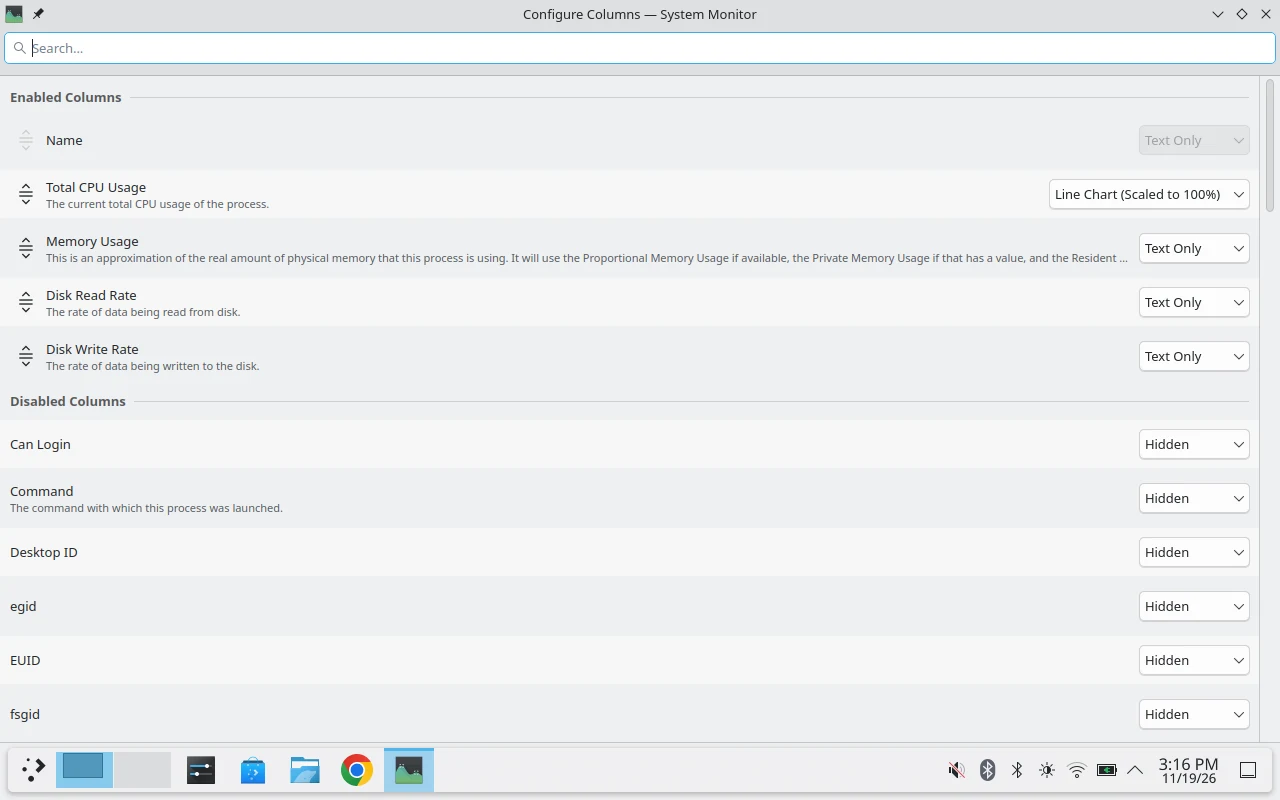 Configure Columns — System Monitor
Search...
Enabled Columns
Name
Text Only
Total CPU Usage
The current total CPU usage of the process.
Line Chart (Scaled to 100%)
Memory Usage
This is an approximation of the real amount of physical memory that this process is using. It will use the Proportional Memory Usage if available, the Private Memory Usage if that has a value, and the Resident ...
Text Only
Disk Read Rate
The rate of data being read from disk.
Text Only
Disk Write Rate
The rate of data being written to the disk.
Text Only
Disabled Columns
Can Login
Hidden
Command
The command with which this process was launched.
Hidden
Desktop ID
Hidden
egid
Hidden
EUID
Hidden
fsgid
Hidden
3:16 PM
11/19/26